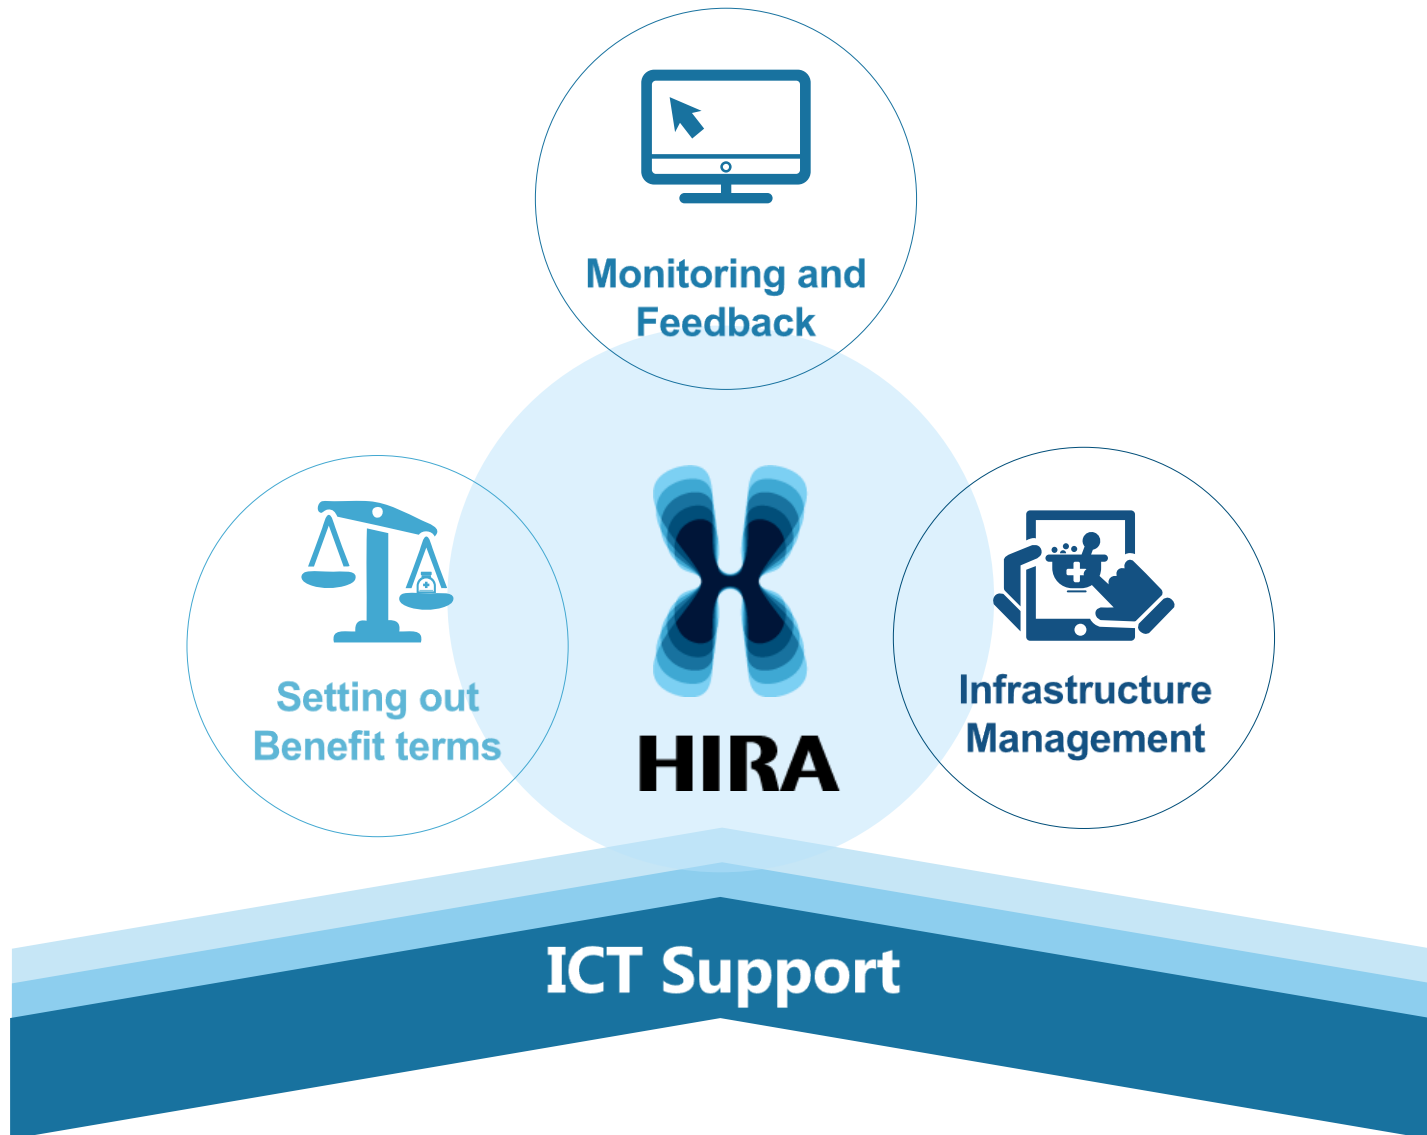 Monitoring and
Feedback
Setting out
Benefit terms
Infrastructure
Management
HIRA
ICT Support